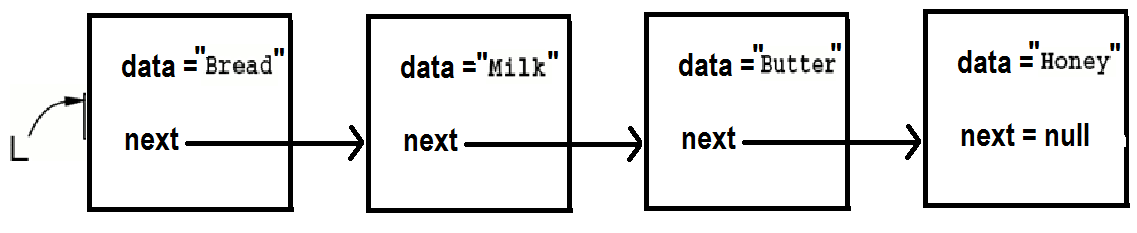 data ="Bread"
data ="Milk"
data ="Butter"
data ="Honey"
L
next
next
next
next = null